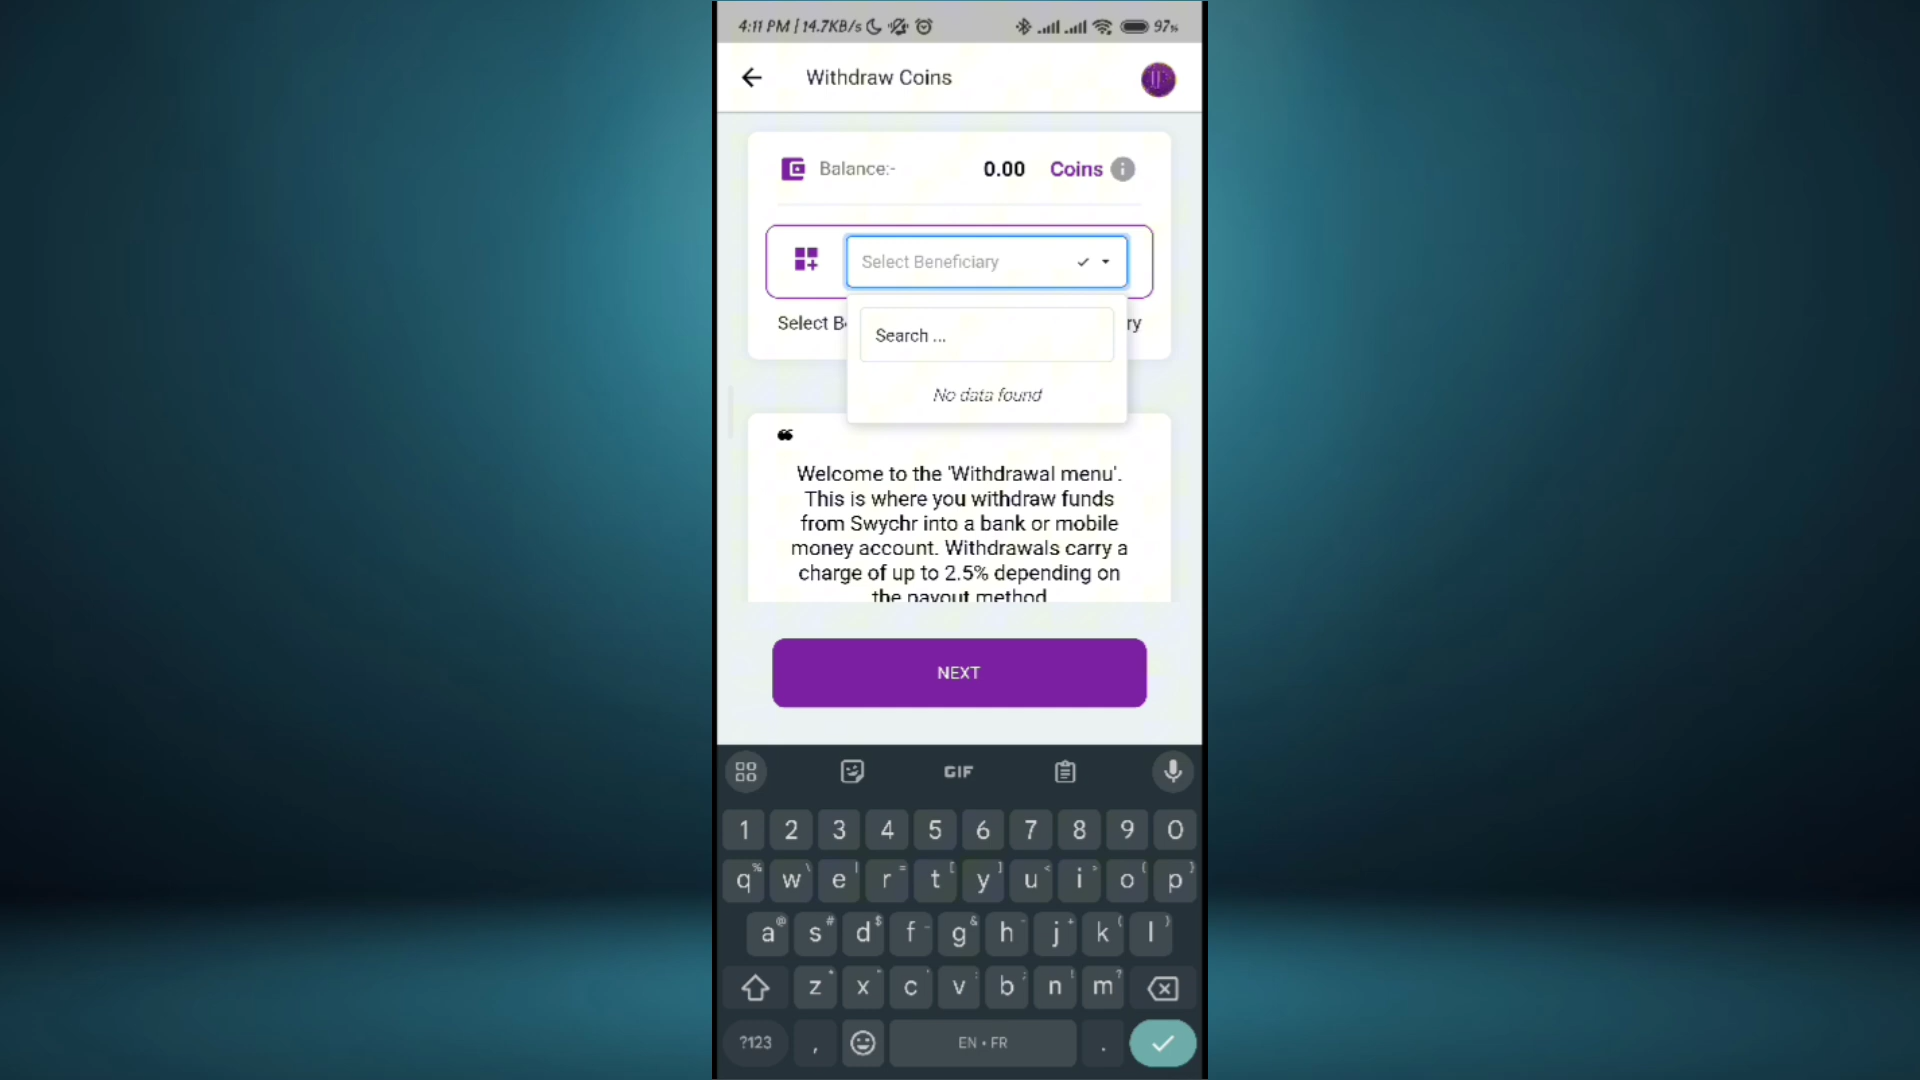 4:11 PM | 14.7KB/s 97%
Withdraw Coins
Balance:- 0.00 Coins
Select Beneficiary
Select B ry
Search ...
No data found
Welcome to the 'Withdrawal menu'.
This is where you withdraw funds
from Swychr into a bank or mobile
money account. Withdrawals carry a
charge of up to 2.5% depending on
the payout method
NEXT
GIF
1 2 3 4 5 6 7 8 9 0
q w e r t y u i o p
a s d f g h j k l
z x c v b n m
?123 , EN • FR .